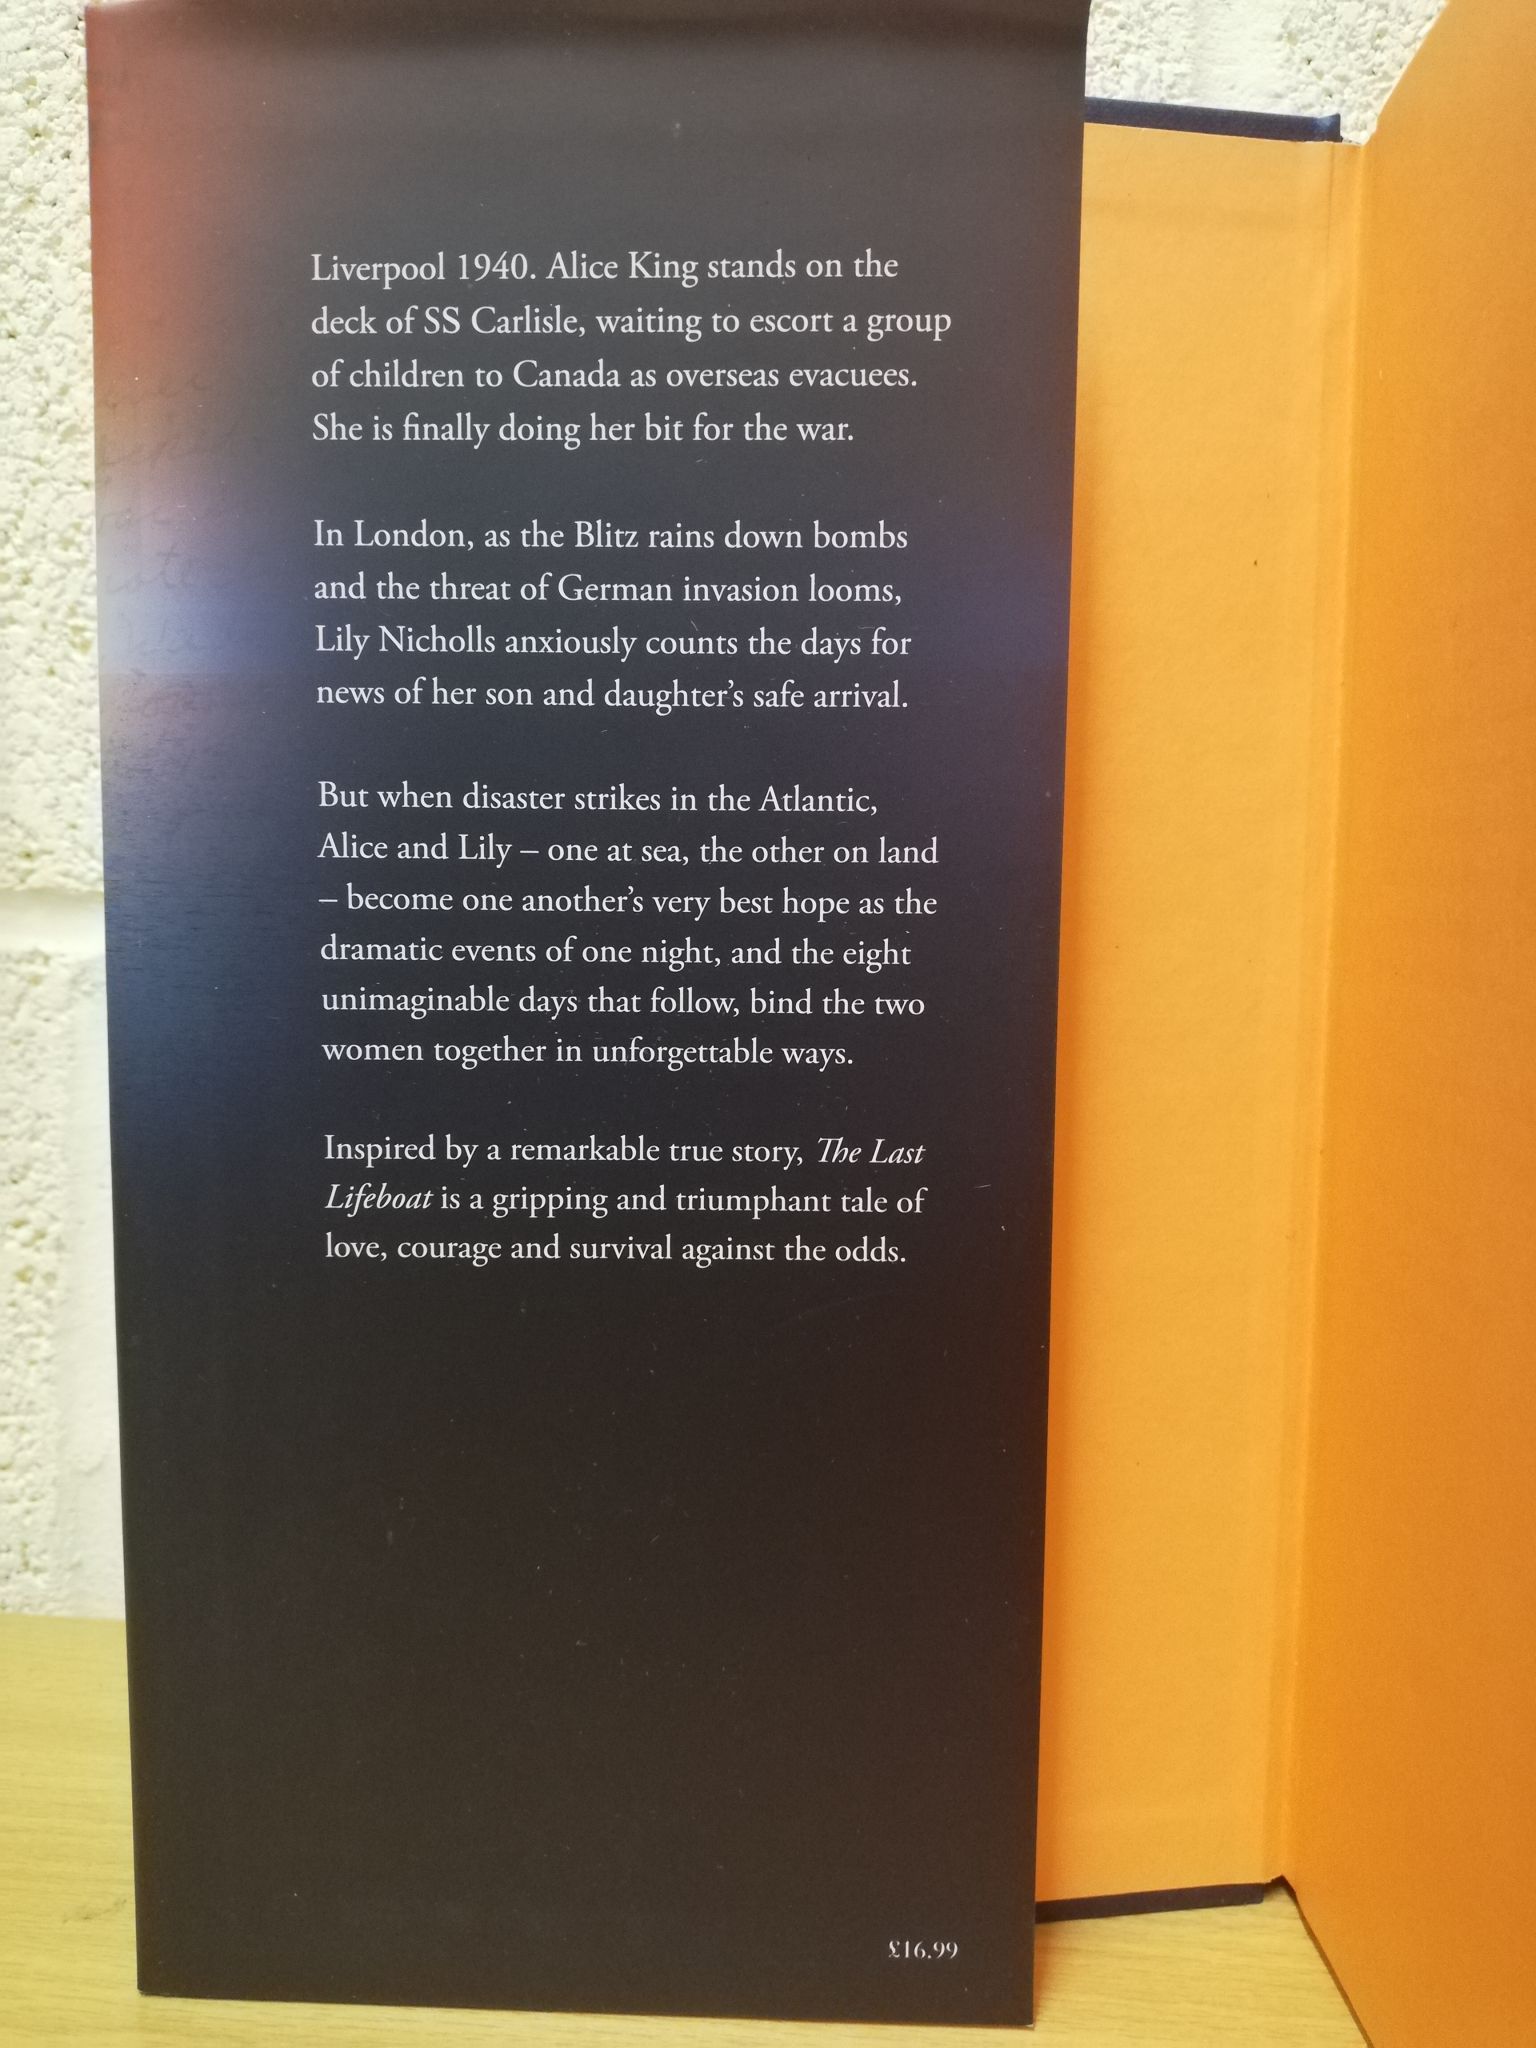 Liverpool 1940. Alice King stands on the
deck of SS Carlisle, waiting to escort a group
of children to Canada as overseas evacuees.
She is finally doing her bit for the war.
In London, as the Blitz rains down bombs
and the threat of German invasion looms,
Lily Nicholls anxiously counts the days for
news of her son and daughter’s safe arrival.
But when disaster strikes in the Atlantic,
Alice and Lily – one at sea, the other on land
– become one another’s very best hope as the
dramatic events of one night, and the eight
unimaginable days that follow, bind the two
women together in unforgettable ways.
Inspired by a remarkable true story, The Last
Lifeboat is a gripping and triumphant tale of
love, courage and survival against the odds.
£16.99